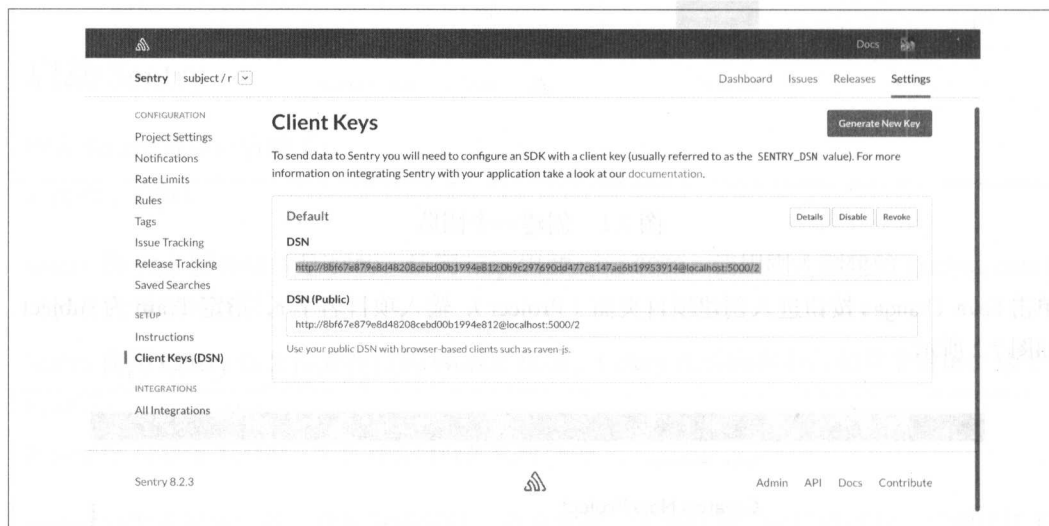 Docs
Sentry subject / r
Dashboard Issues Releases Settings
CONFIGURATION
Project Settings
Notifications
Rate Limits
Rules
Tags
Issue Tracking
Release Tracking
Saved Searches
SETUP
Instructions
Client Keys (DSN)
INTEGRATIONS
All Integrations
Client Keys
Generate New Key
To send data to Sentry you will need to configure an SDK with a client key (usually referred to as the SENTRY_DSN value). For more
information on integrating Sentry with your application take a look at our documentation.
Default
Details Disable Revoke
DSN
http://8bf67e879e8d48208cebd00b1994e812:0b9c297690dd477c8147ae6b19953914@localhost:5000/2
DSN (Public)
http://8bf67e879e8d48208cebd00b1994e812@localhost:5000/2
Use your public DSN with browser-based clients such as raven-js.
Sentry 8.2.3
Admin API Docs Contribute